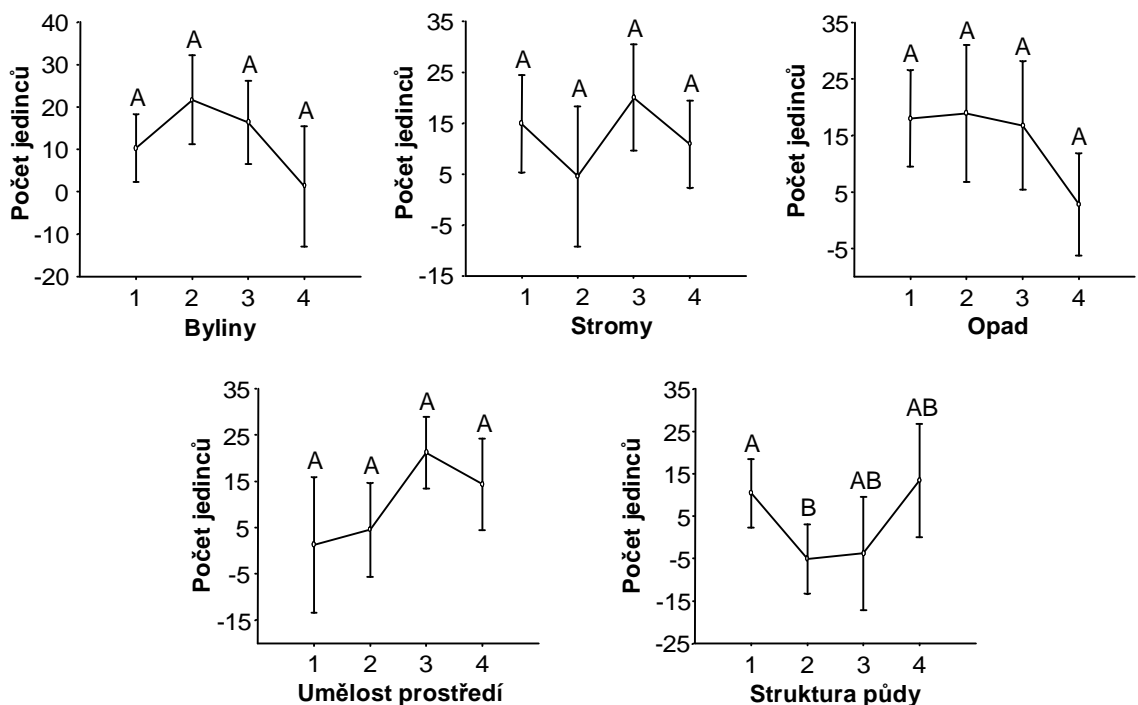 Počet jedinců
40
30
20
10
0
-10
-20
A
A
A
A
1 2 3 4
Byliny
Počet jedinců
35
25
15
5
-5
-15
A
A
A
A
1 2 3 4
Stromy
Počet jedinců
35
25
15
5
-5
A
A
A
A
1 2 3 4
Opad
Počet jedinců
35
25
15
5
-5
-15
A
A
A
A
1 2 3 4
Umělost prostředí
Počet jedinců
35
25
15
5
-5
-15
-25
A
B
AB
AB
1 2 3 4
Struktura půdy